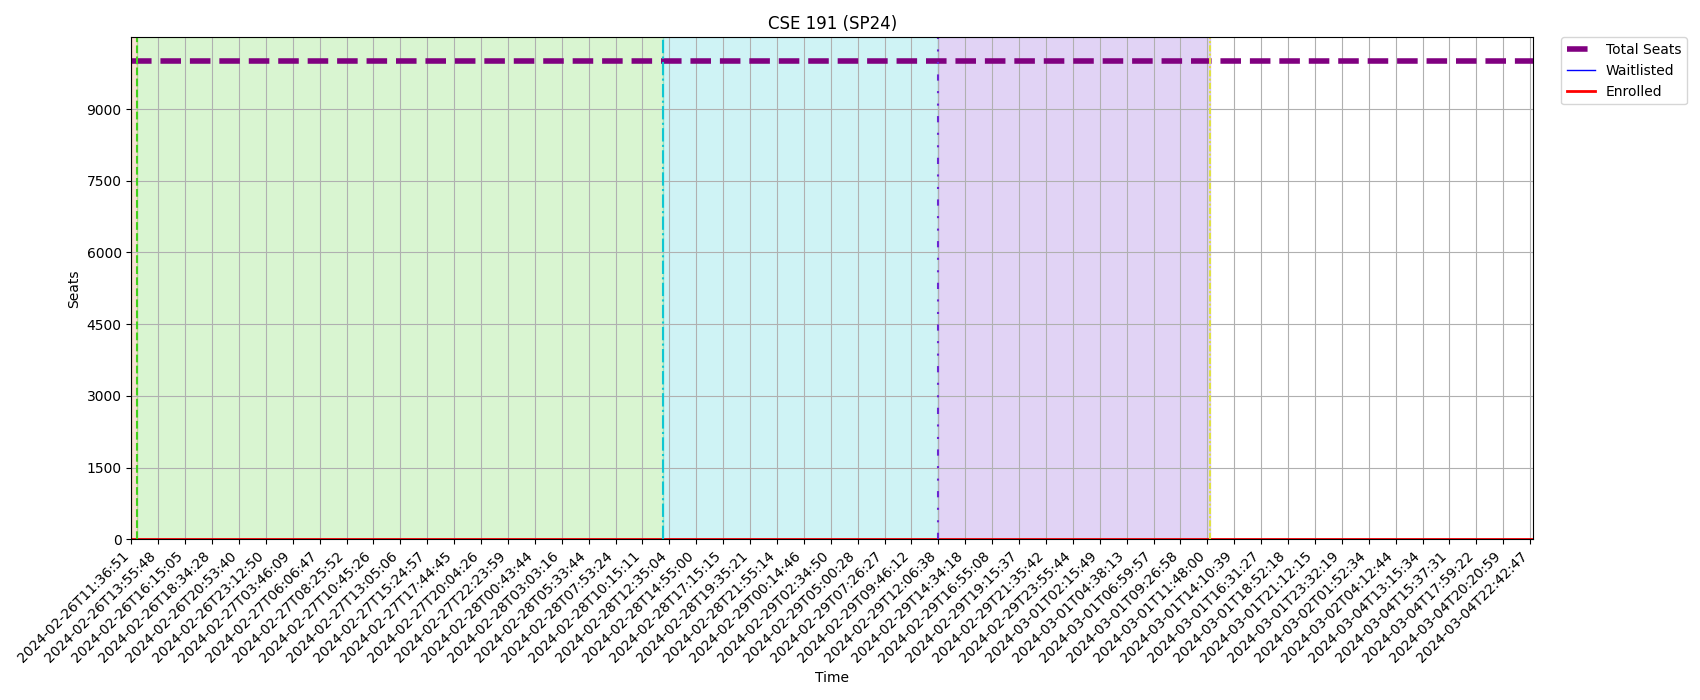 CSE 191 (SP24)
Total Seats
Waitlisted
Enrolled
9000
7500
6000
4500
3000
1500
0
Seats
2024-02-26T11:36:51
2024-02-26T13:55:48
2024-02-26T16:15:05
2024-02-26T18:34:28
2024-02-26T20:53:40
2024-02-26T23:12:50
2024-02-27T03:46:09
2024-02-27T06:06:47
2024-02-27T08:25:52
2024-02-27T10:45:26
2024-02-27T13:05:06
2024-02-27T15:24:57
2024-02-27T17:44:45
2024-02-27T20:04:26
2024-02-27T22:23:59
2024-02-28T00:43:44
2024-02-28T03:03:16
2024-02-28T05:33:44
2024-02-28T07:53:24
2024-02-28T10:15:11
2024-02-28T12:35:04
2024-02-28T14:55:00
2024-02-28T17:15:15
2024-02-28T19:35:21
2024-02-28T21:55:14
2024-02-29T00:14:46
2024-02-29T02:34:50
2024-02-29T05:00:28
2024-02-29T07:26:27
2024-02-29T09:46:12
2024-02-29T12:06:38
2024-02-29T14:34:18
2024-02-29T16:55:08
2024-02-29T19:15:37
2024-02-29T21:35:42
2024-02-29T23:55:44
2024-03-01T02:15:49
2024-03-01T04:38:13
2024-03-01T06:59:57
2024-03-01T09:26:58
2024-03-01T11:48:00
2024-03-01T14:10:39
2024-03-01T16:31:27
2024-03-01T18:52:18
2024-03-01T21:12:15
2024-03-01T23:32:19
2024-03-02T01:52:34
2024-03-02T04:12:44
2024-03-04T13:15:34
2024-03-04T15:37:31
2024-03-04T17:59:22
2024-03-04T20:20:59
2024-03-04T22:42:47
Time